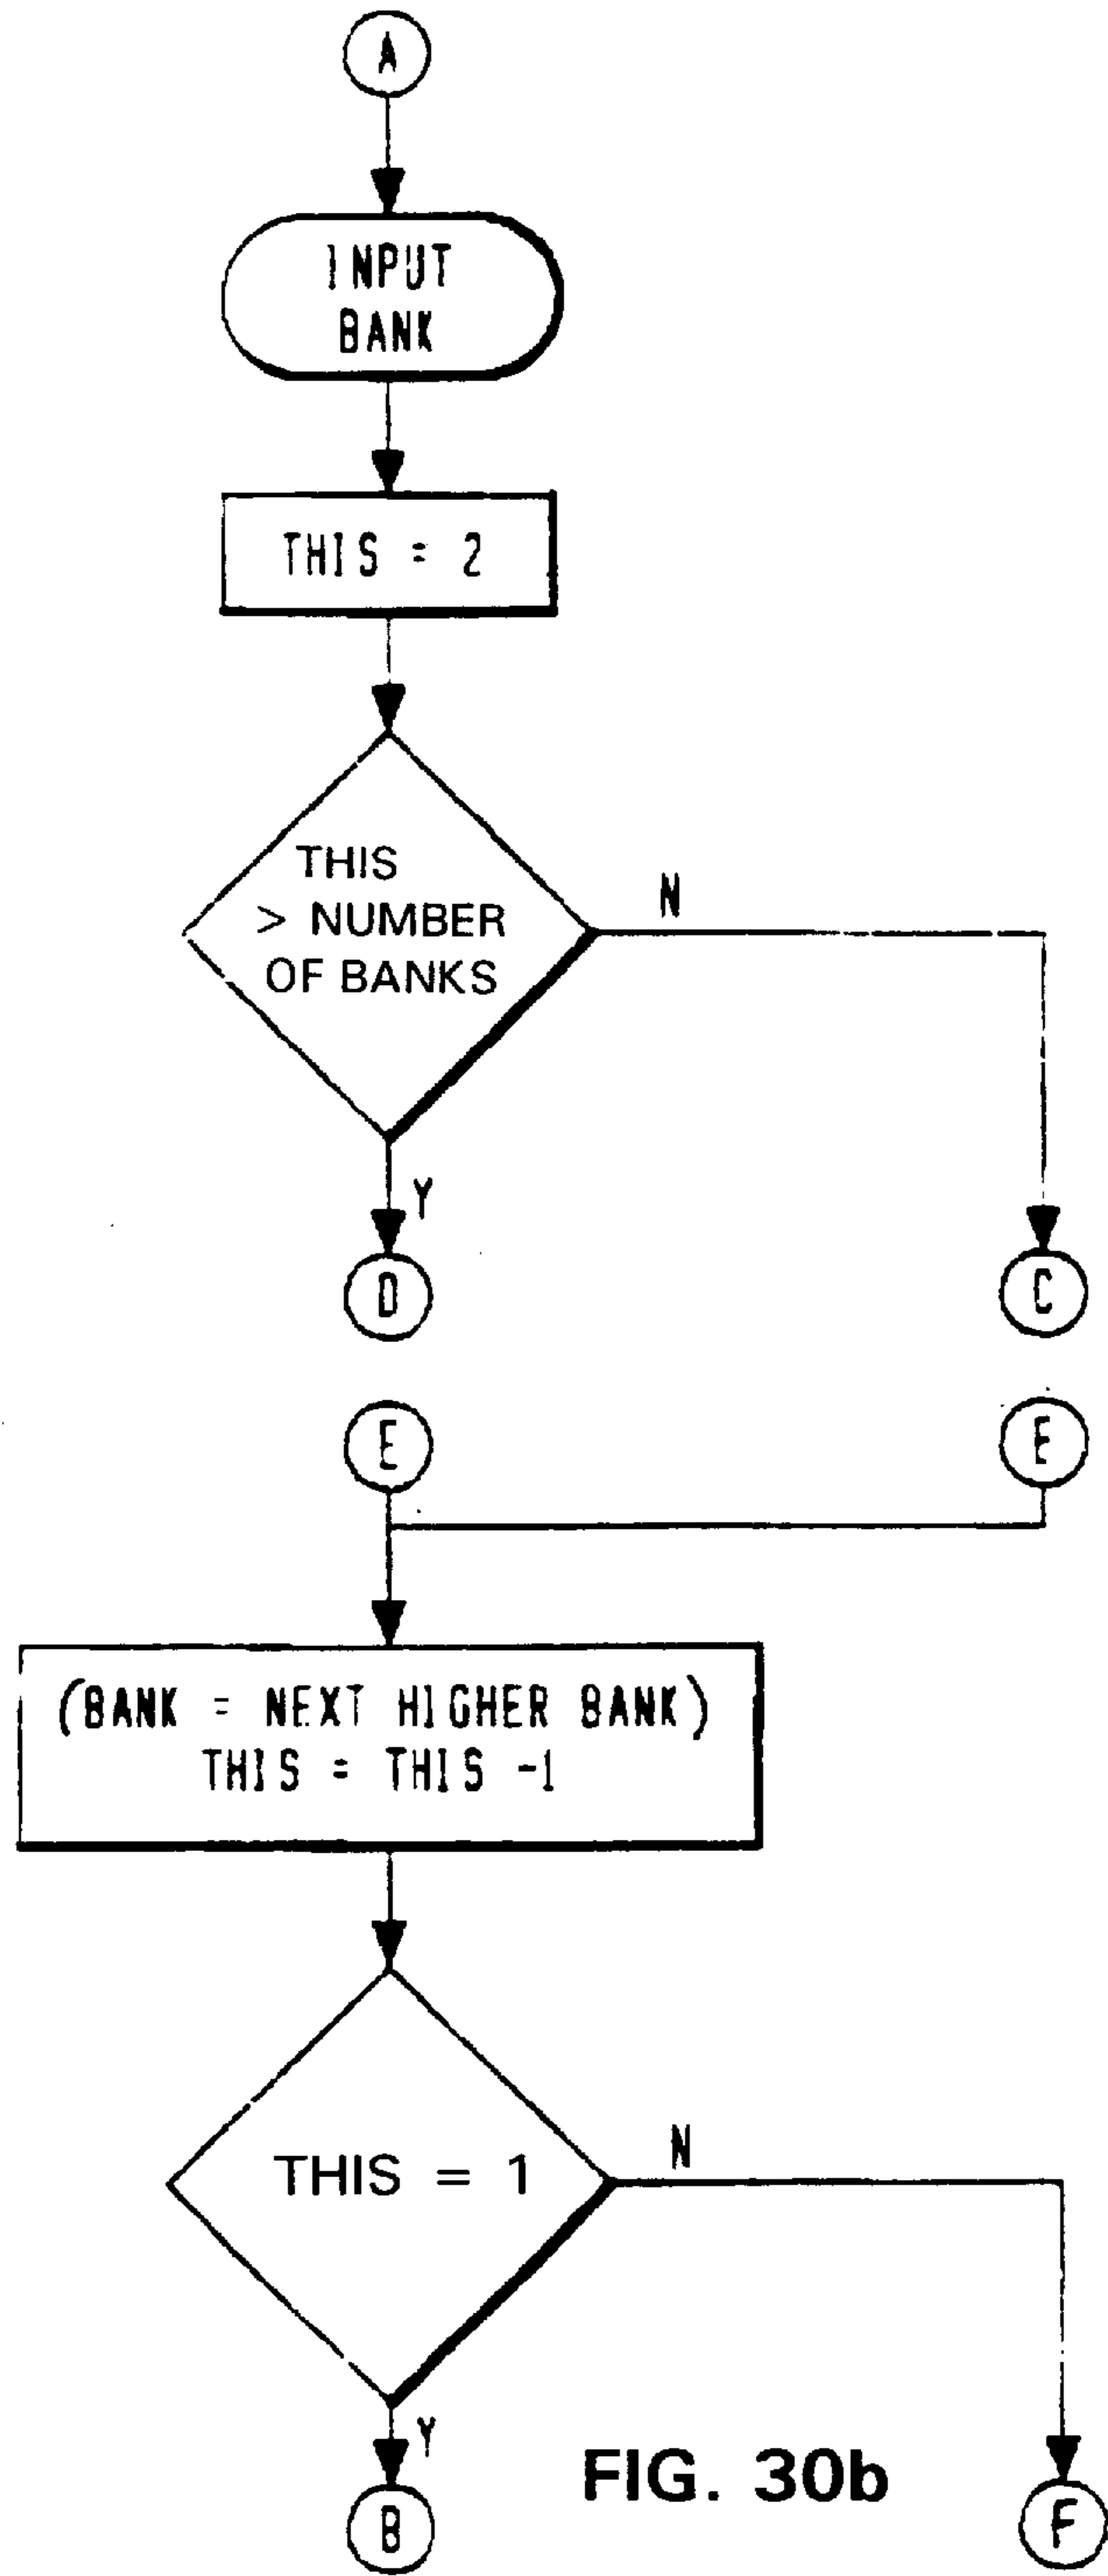 A
INPUT
BANK
THIS = 2
THIS
> NUMBER
OF BANKS
N
Y
D
C
E
E
(BANK = NEXT HIGHER BANK)
THIS = THIS -1
THIS = 1
N
Y
B
FIG. 30b
F